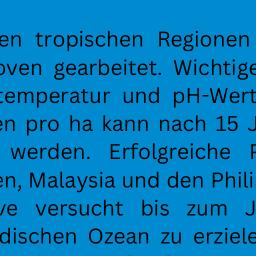 en tropischen Regionen
oven gearbeitet. Wichtige
temperatur und pH-Wert
en pro ha kann nach 15 J
werden. Erfolgreiche
en, Malaysia und den Phili
ve versucht bis zum J
dischen Ozean zu erziele